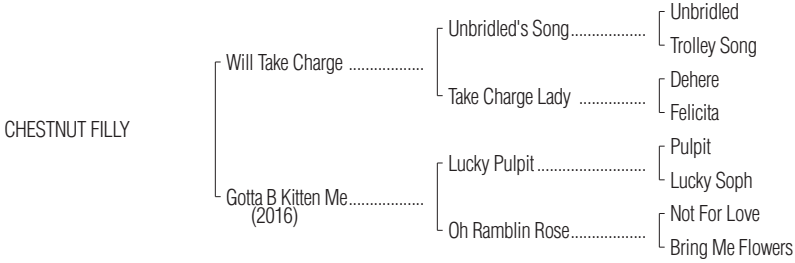 Unbridled
Unbridled's Song..................
Trolley Song
Will Take Charge ..................
Dehere
Take Charge Lady ................
Felicita
CHESTNUT FILLY
Pulpit
Lucky Pulpit..........................
Lucky Soph
Gotta B Kitten Me..................
(2016)
Not For Love
Oh Ramblin Rose..................
Bring Me Flowers